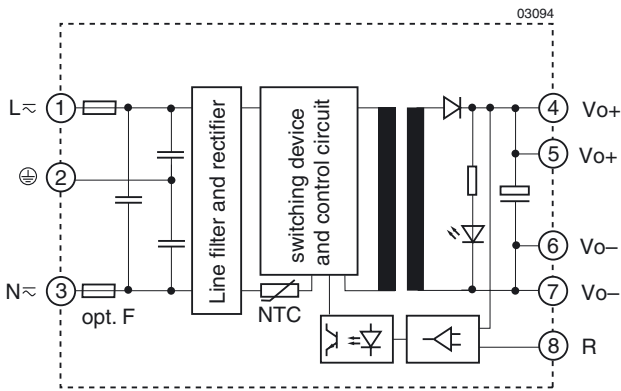 03094
L≂ 1
2
N≂ 3
opt. F
Line filter and rectifier
switching device
and control circuit
NTC
4 Vo+
5 Vo+
6 Vo–
7 Vo–
8 R